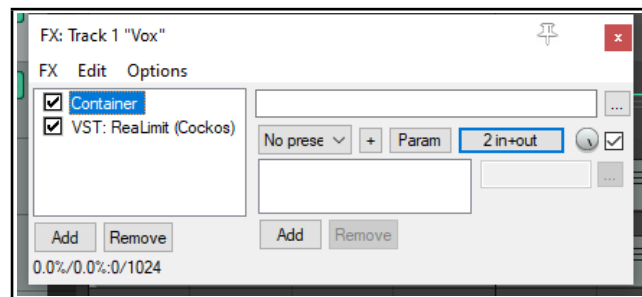 FX: Track 1 "Vox"
x
FX Edit Options
Container
VST: ReaLimit (Cockos)
...
No prese + Param 2 in+out
...
Add Remove
Add Remove
0.0%/0.0%:0/1024